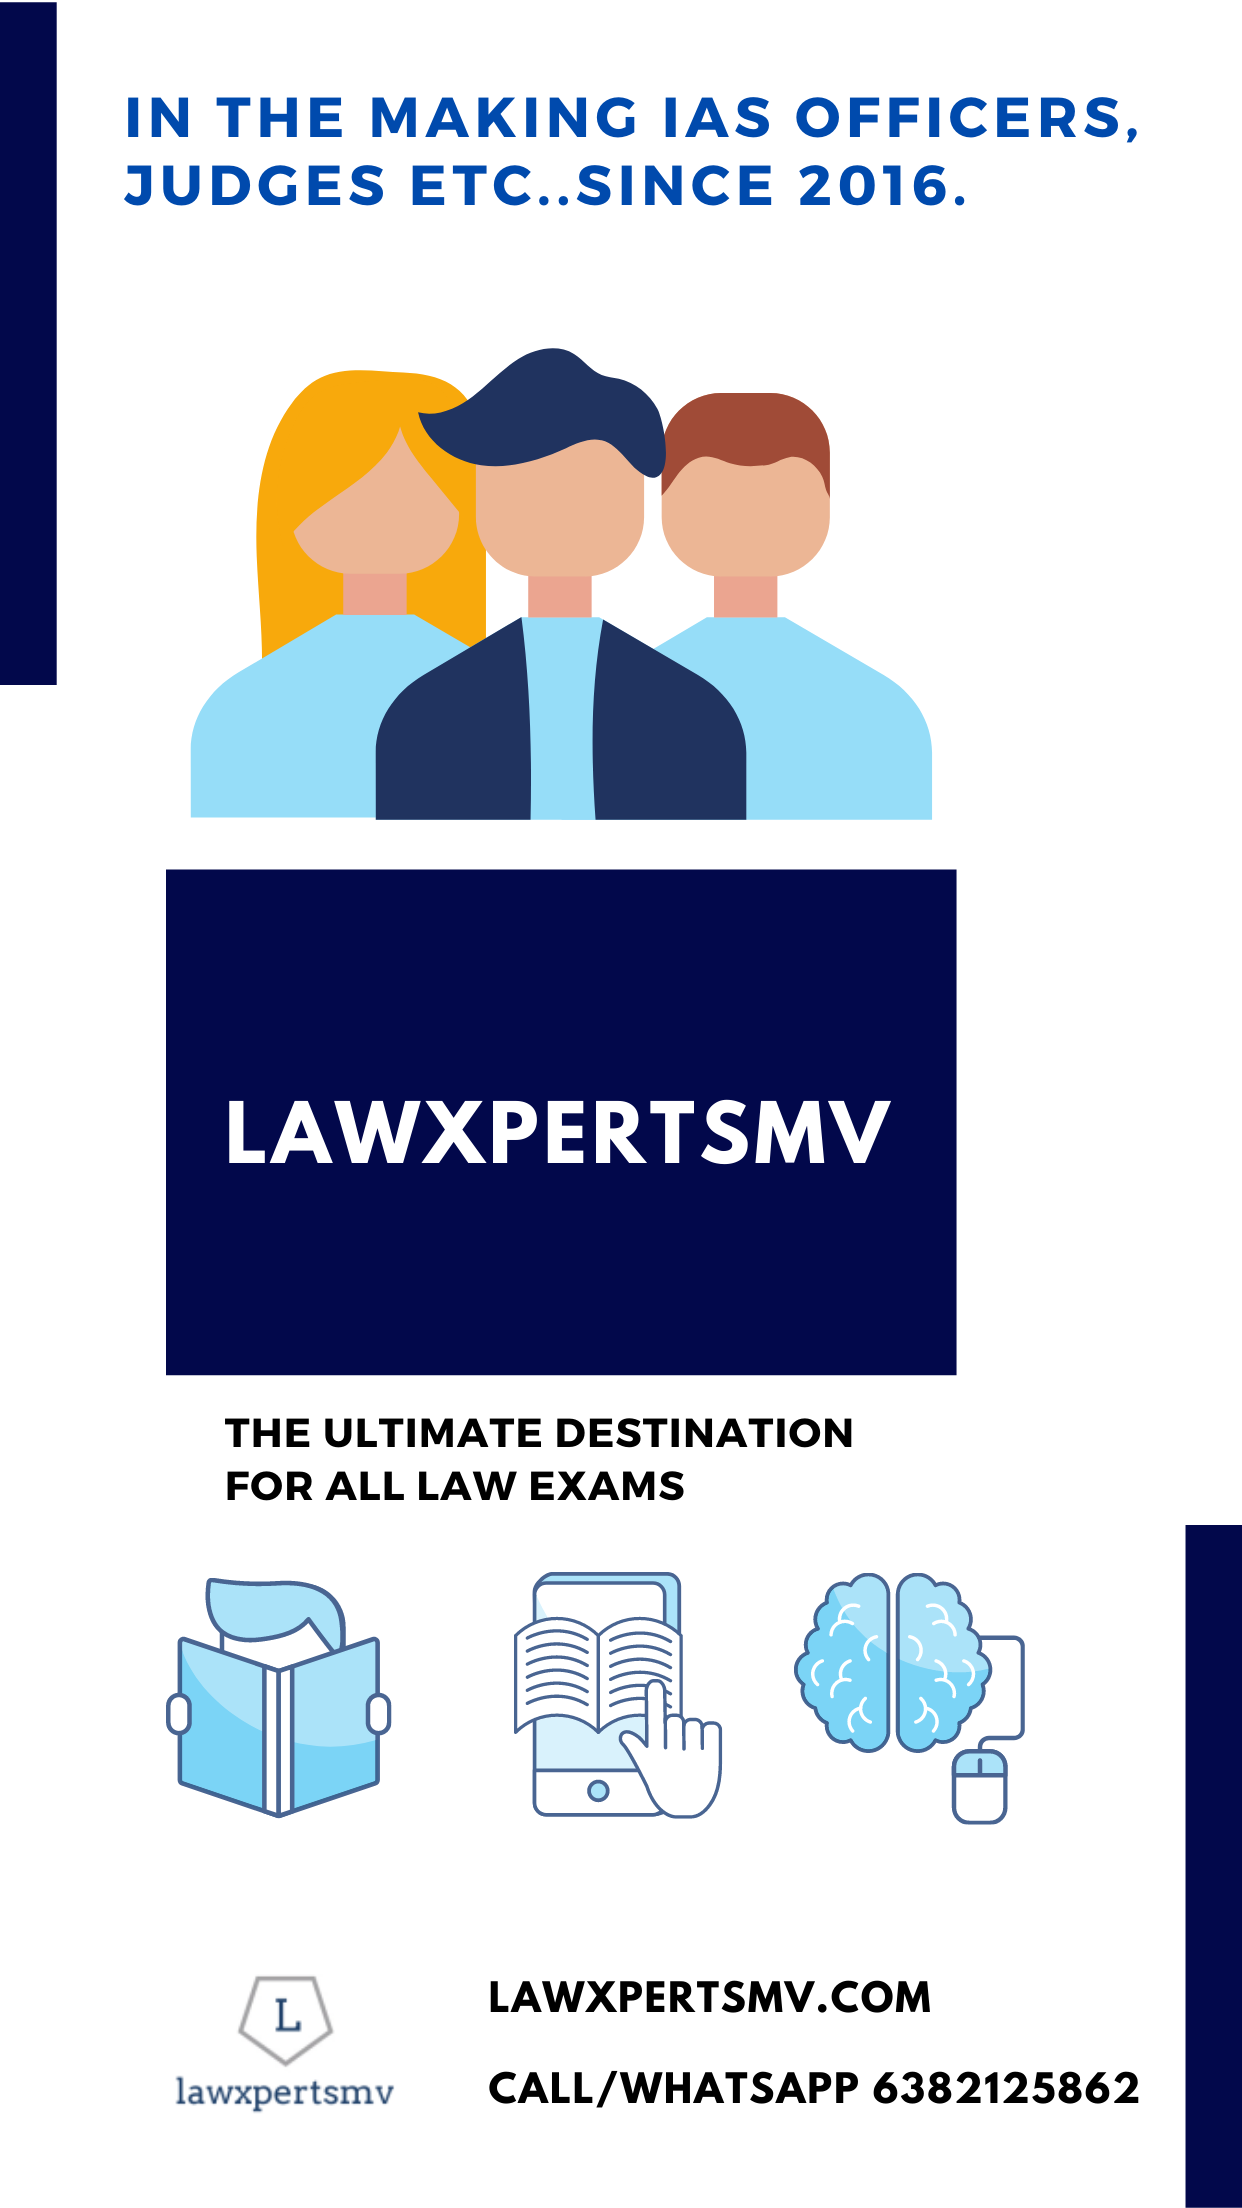 IN THE MAKING IAS OFFICERS,
JUDGES ETC..SINCE 2016.
LAWXPERTSMV
THE ULTIMATE DESTINATION
FOR ALL LAW EXAMS
L
lawxpertsmv
LAWXPERTSMV.COM
CALL/WHATSAPP 6382125862